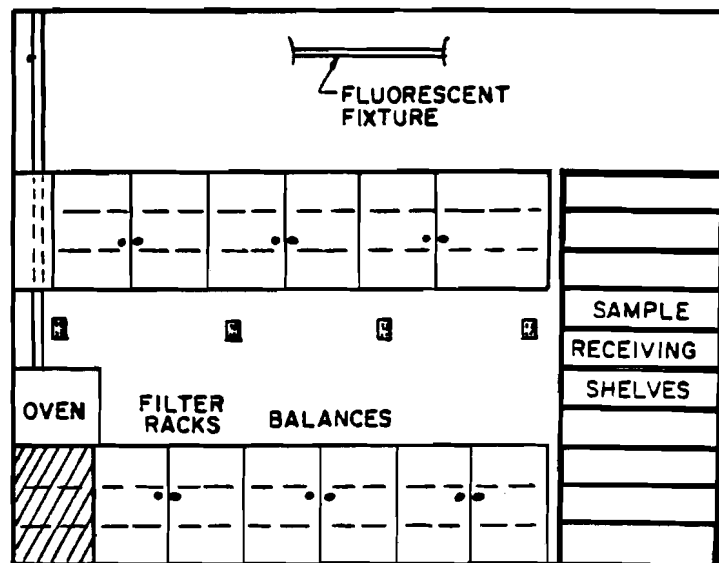 FLUORESCENT
FIXTURE
SAMPLE
RECEIVING
SHELVES
OVEN
FILTER
RACKS
BALANCES